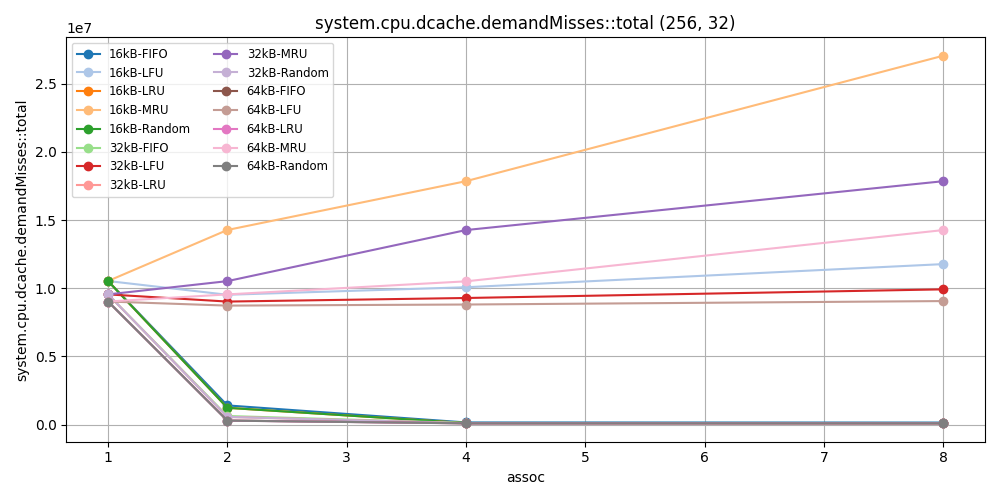 system.cpu.dcache.demandMisses::total (256, 32)
1e7
16kB-FIFO
16kB-LFU
16kB-LRU
16kB-MRU
16kB-Random
32kB-FIFO
32kB-LFU
32kB-LRU
32kB-MRU
32kB-Random
64kB-FIFO
64kB-LFU
64kB-LRU
64kB-MRU
64kB-Random
system.cpu.dcache.demandMisses::total
2.5
2.0
1.5
1.0
0.5
0.0
1 2 3 4 5 6 7 8
assoc